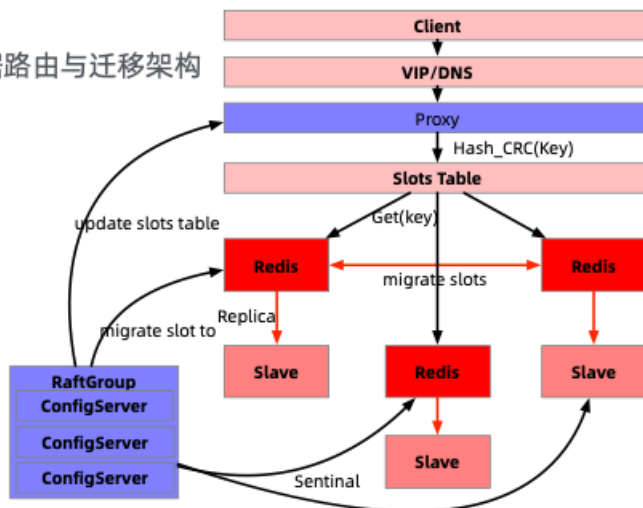 Client
据路由与迁移架构
VIP/DNS
Proxy
Hash_CRC(Key)
Slots Table
Get(key)
update slots table
Redis
Redis
migrate slots
Replica
migrate slot to
Slave
Redis
Slave
RaftGroup
ConfigServer
ConfigServer
ConfigServer
Slave
Sentinal